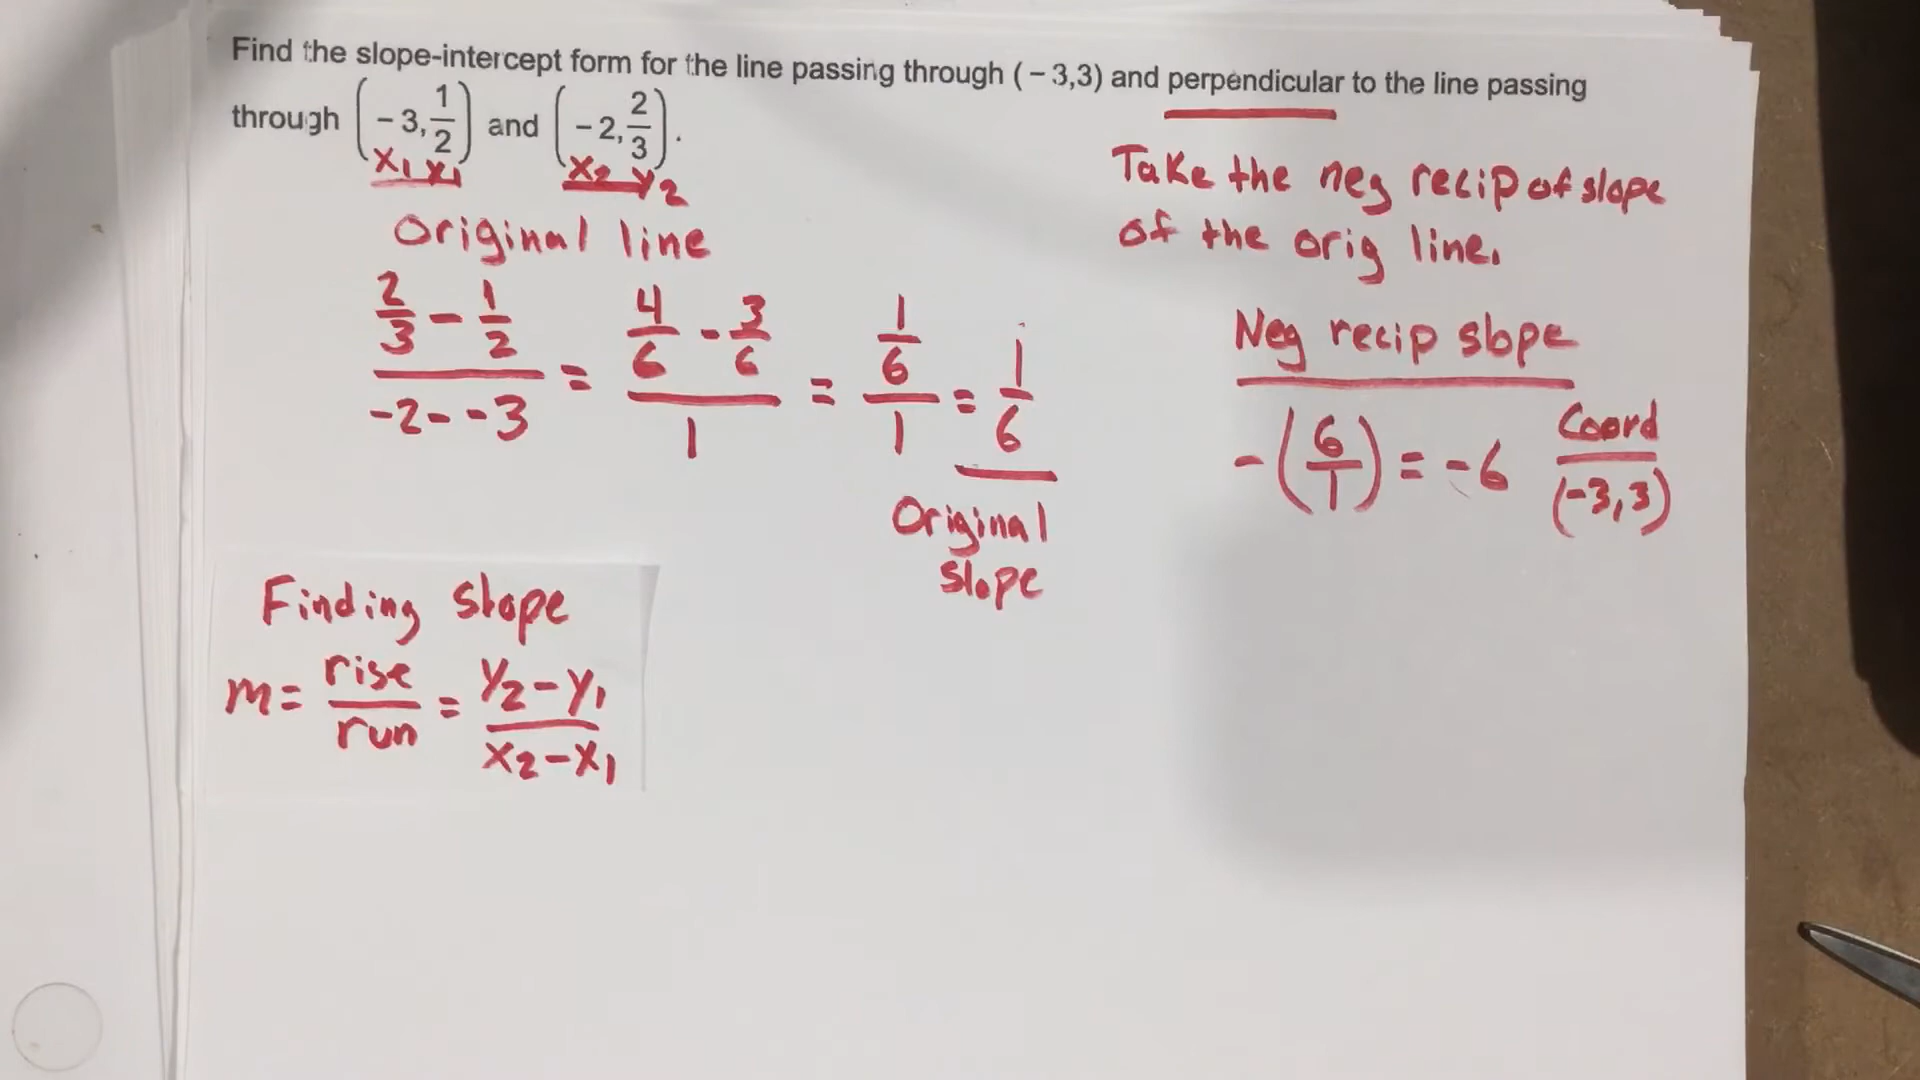 Find the slope-intercept form for the line passing through (-3,3) and perpendicular to the line passing
through (-3, 1/2) and (-2, 2/3).
x₁ y₁ x₂ y₂
Take the neg recip of slope
of the orig line.
Original line
(2/3 - 1/2)/(-2--3) = (4/6 - 3/6)/1 = (1/6)/1 = 1/6
Original
slope
Neg recip slope
-(6/1) = -6
Coord
(-3,3)
Finding slope
m = rise/run = (y₂-y₁)/(x₂-x₁)